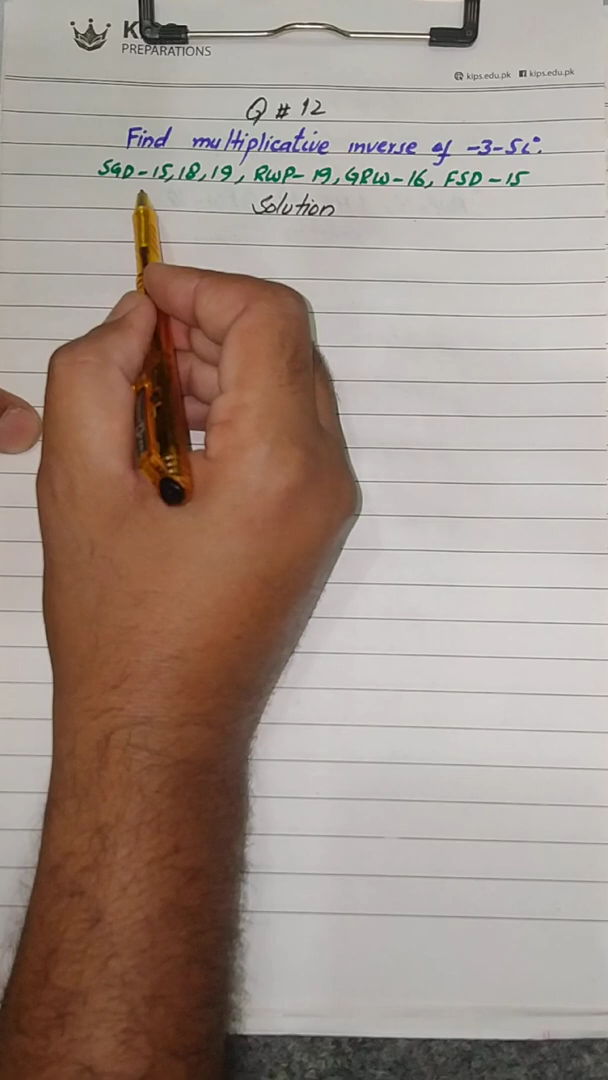 PREPARATIONS
kips.edu.pk kips.edu.pk
Q # 12
Find multiplicative inverse of -3-5i.
SGD-15,18,19, RWP-19, GRW-16, FSD-15
Solution